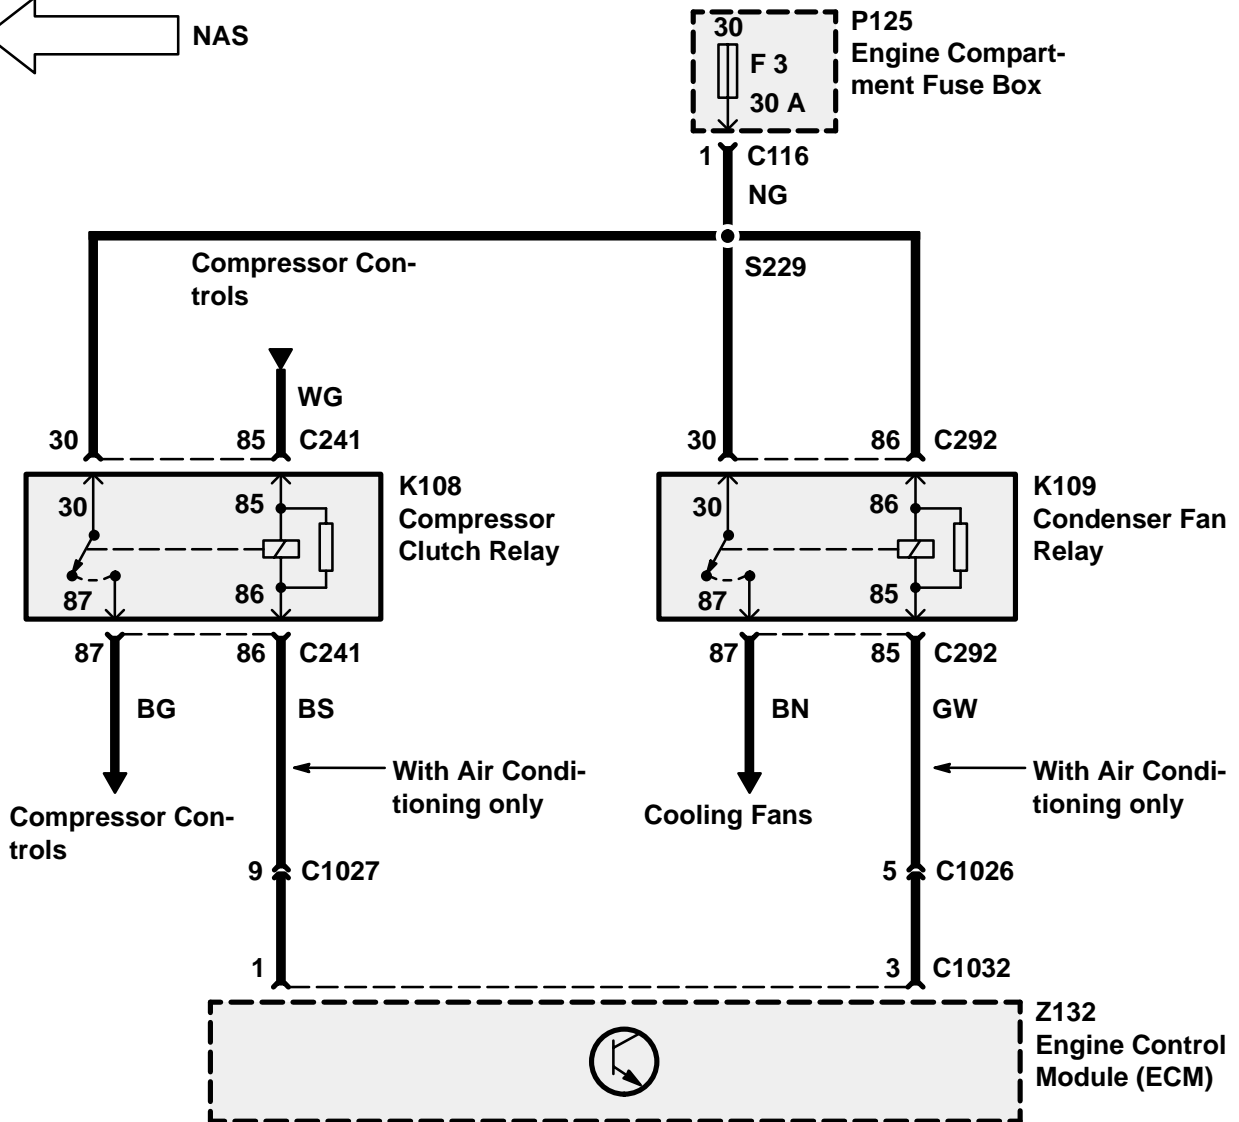 NAS
30
F 3
30 A
P125
Engine Compart-
ment Fuse Box
1
C116
NG
S229
Compressor Con-
trols
WG
30
85
C241
30
86
C292
30
85
86
87
K108
Compressor
Clutch Relay
30
86
85
87
K109
Condenser Fan
Relay
87
86
C241
87
85
C292
BG
BS
BN
GW
Compressor Con-
trols
With Air Condi-
tioning only
Cooling Fans
With Air Condi-
tioning only
9
C1027
5
C1026
1
3
C1032
Z132
Engine Control
Module (ECM)